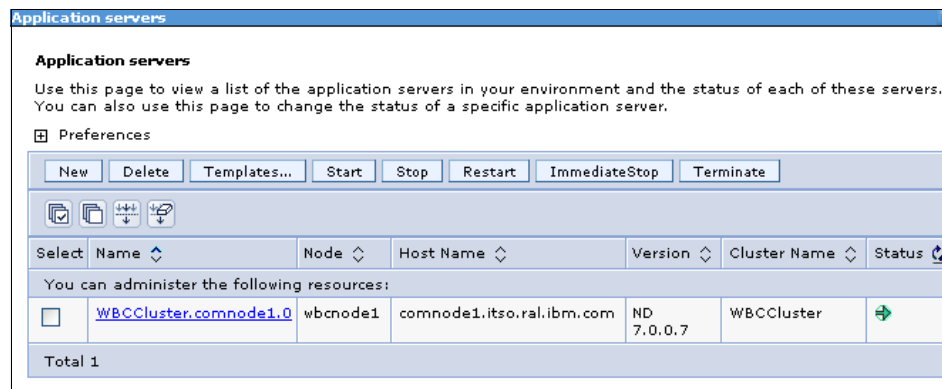 Application servers
Application servers
Use this page to view a list of the application servers in your environment and the status of each of these servers.
You can also use this page to change the status of a specific application server.
Preferences
New Delete Templates... Start Stop Restart ImmediateStop Terminate
Select Name Node Host Name Version Cluster Name Status
You can administer the following resources:
WBCCluster.comnode1.0 wbcnode1 comnode1.itso.ral.ibm.com ND WBCCluster
7.0.0.7
Total 1